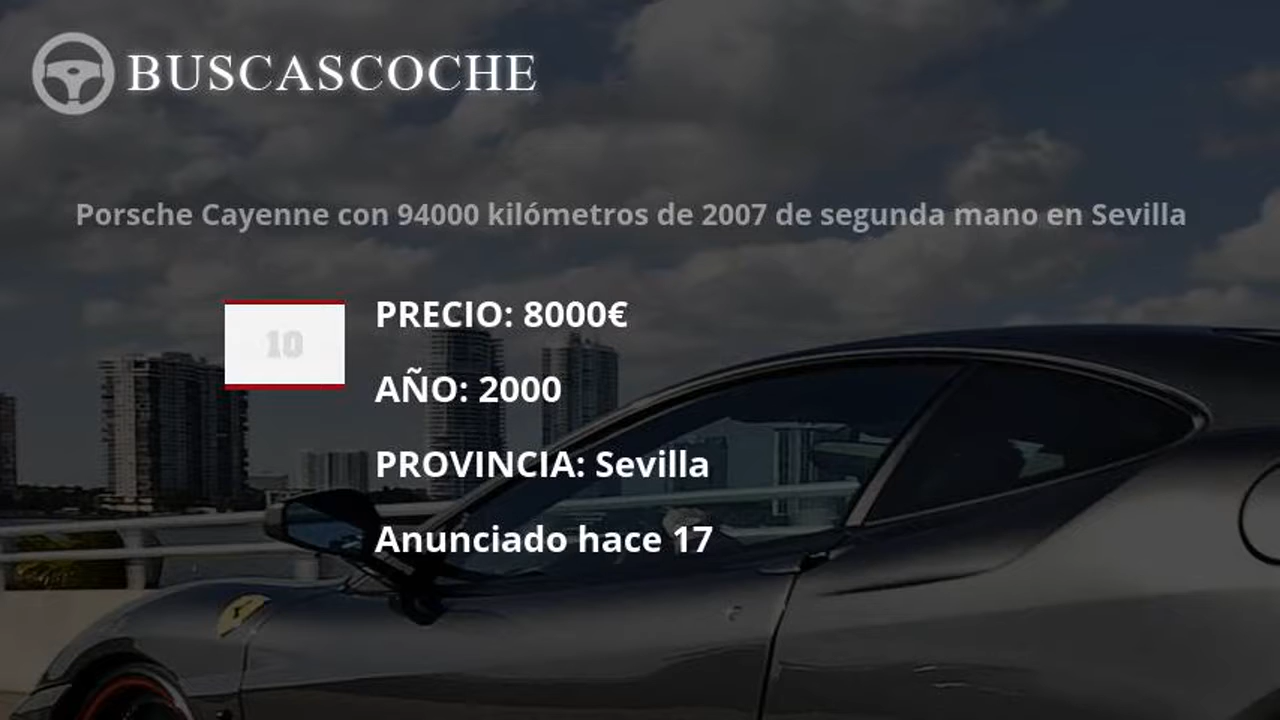 BUSCASCOCHE
Porsche Cayenne con 94000 kilómetros de 2007 de segunda mano en Sevilla
10
PRECIO: 8000€
AÑO: 2000
PROVINCIA: Sevilla
Anunciado hace 17